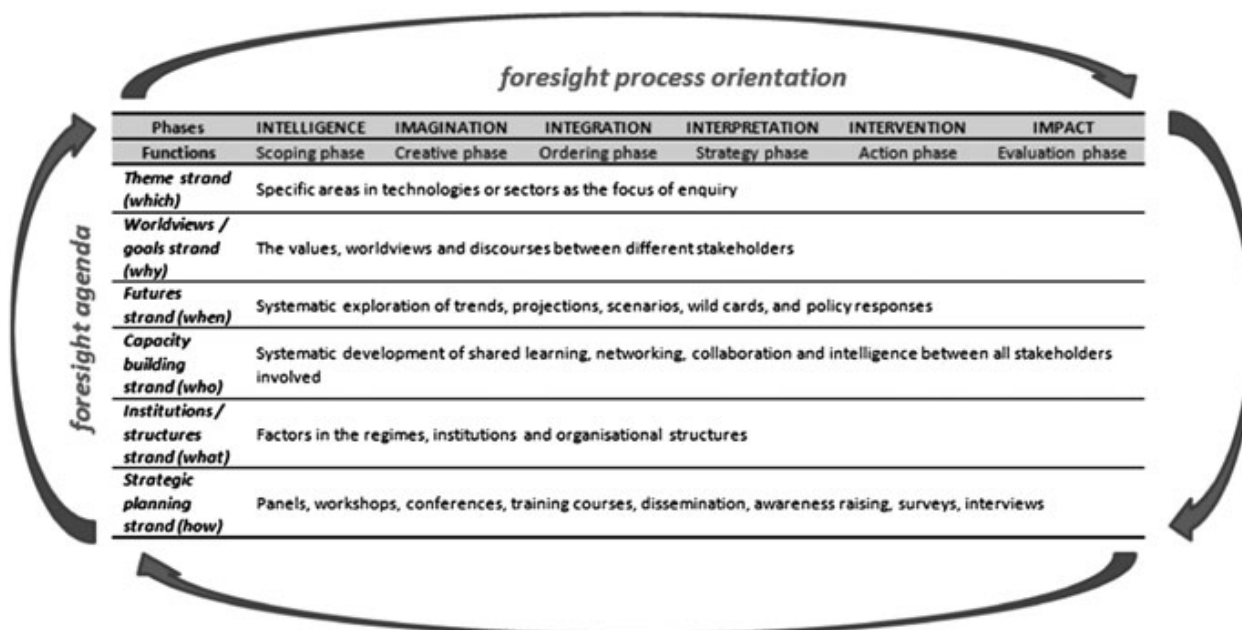 foresight process orientation
Phases INTELLIGENCE IMAGINATION INTEGRATION INTERPRETATION INTERVENTION IMPACT
Functions Scoping phase Creative phase Ordering phase Strategy phase Action phase Evaluation phase
Theme strand
(which)
Specific areas in technologies or sectors as the focus of enquiry
Worldviews /
goals strand
(why)
The values, worldviews and discourses between different stakeholders
Futures
strand (when)
Systematic exploration of trends, projections, scenarios, wild cards, and policy responses
Capacity
building
strand (who)
Systematic development of shared learning, networking, collaboration and intelligence between all stakeholders
involved
Institutions /
structures
strand (what)
Factors in the regimes, institutions and organisational structures
Strategic
planning
strand (how)
Panels, workshops, conferences, training courses, dissemination, awareness raising, surveys, interviews
foresight agenda